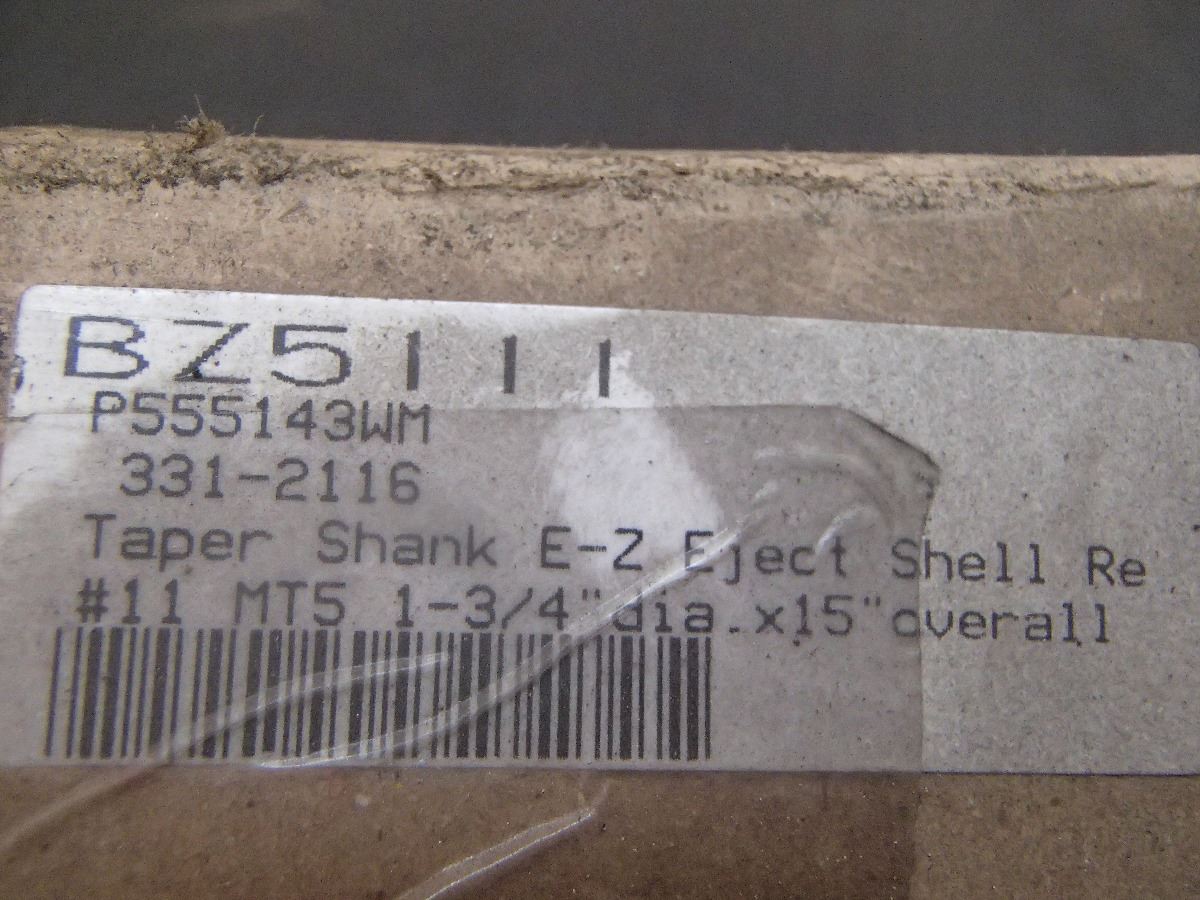 BZ5111
P555143WM
331-2116
Taper Shank E-Z Eject Shell Re
#11 MT5 1-3/4"dia.x15"overall